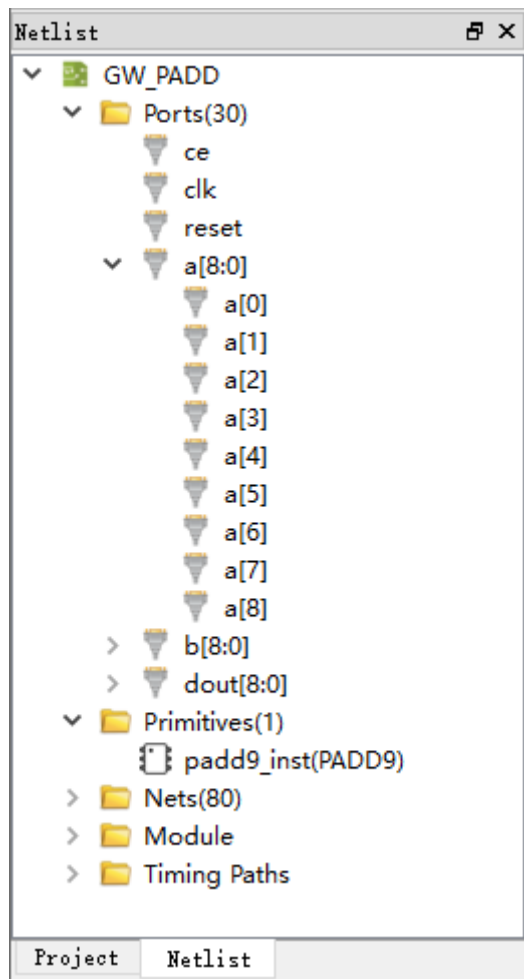 Netlist
GW_PADD
Ports(30)
ce
clk
reset
a[8:0]
a[0]
a[1]
a[2]
a[3]
a[4]
a[5]
a[6]
a[7]
a[8]
b[8:0]
dout[8:0]
Primitives(1)
padd9_inst(PADD9)
Nets(80)
Module
Timing Paths
Project Netlist